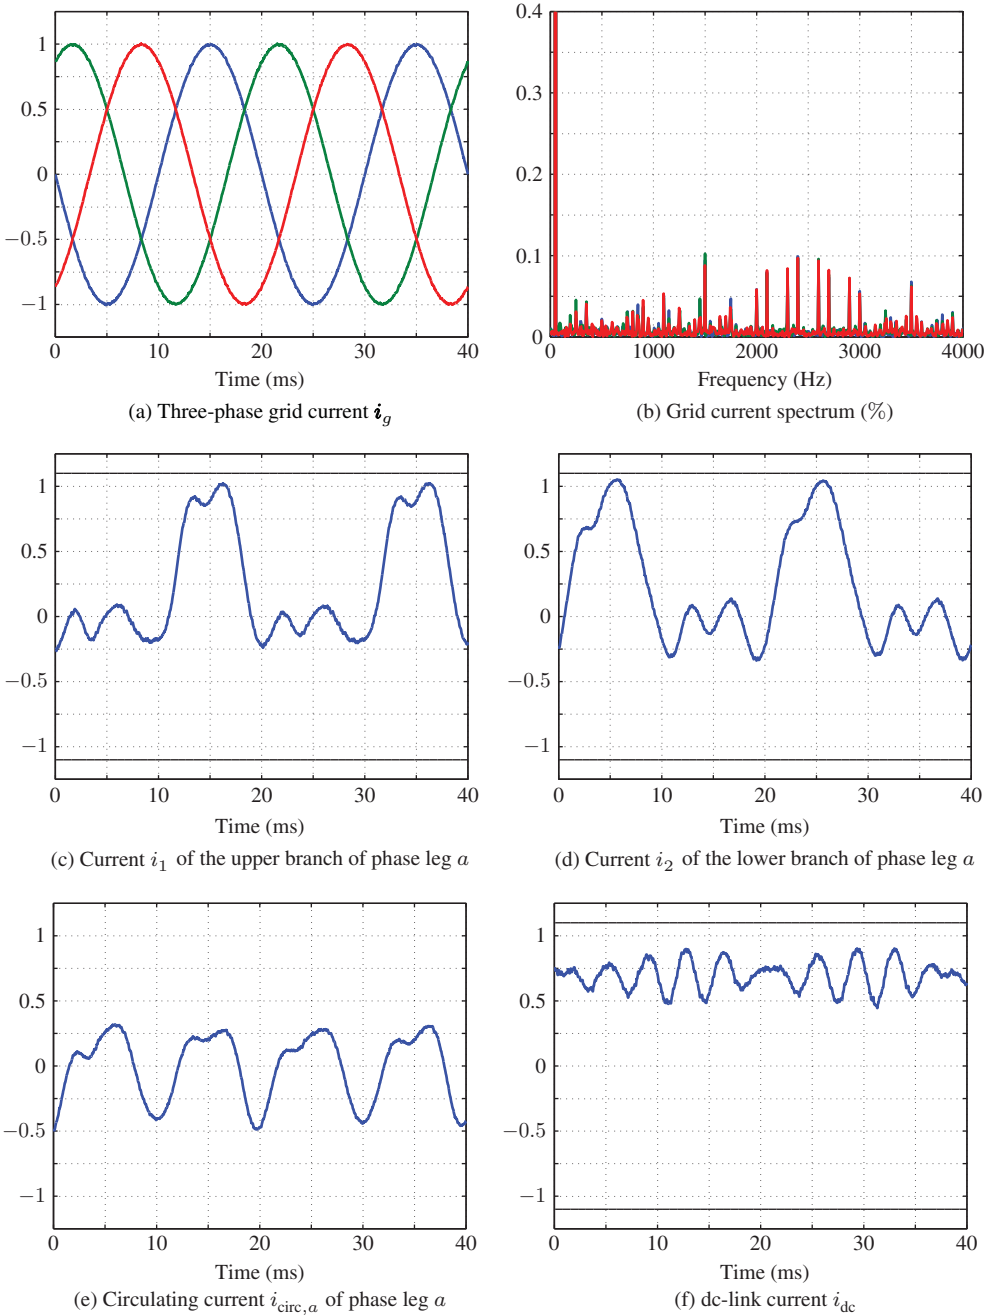 1
0.5
0
−0.5
−1
0 10 20 30 40
Time (ms)
(a) Three-phase grid current i_g
0.4
0.3
0.2
0.1
0
0 1000 2000 3000 4000
Frequency (Hz)
(b) Grid current spectrum (%)
1
0.5
0
−0.5
−1
0 10 20 30 40
Time (ms)
(c) Current i_1 of the upper branch of phase leg a
1
0.5
0
−0.5
−1
0 10 20 30 40
Time (ms)
(d) Current i_2 of the lower branch of phase leg a
1
0.5
0
−0.5
−1
0 10 20 30 40
Time (ms)
(e) Circulating current i_circ,a of phase leg a
1
0.5
0
−0.5
−1
0 10 20 30 40
Time (ms)
(f) dc-link current i_dc